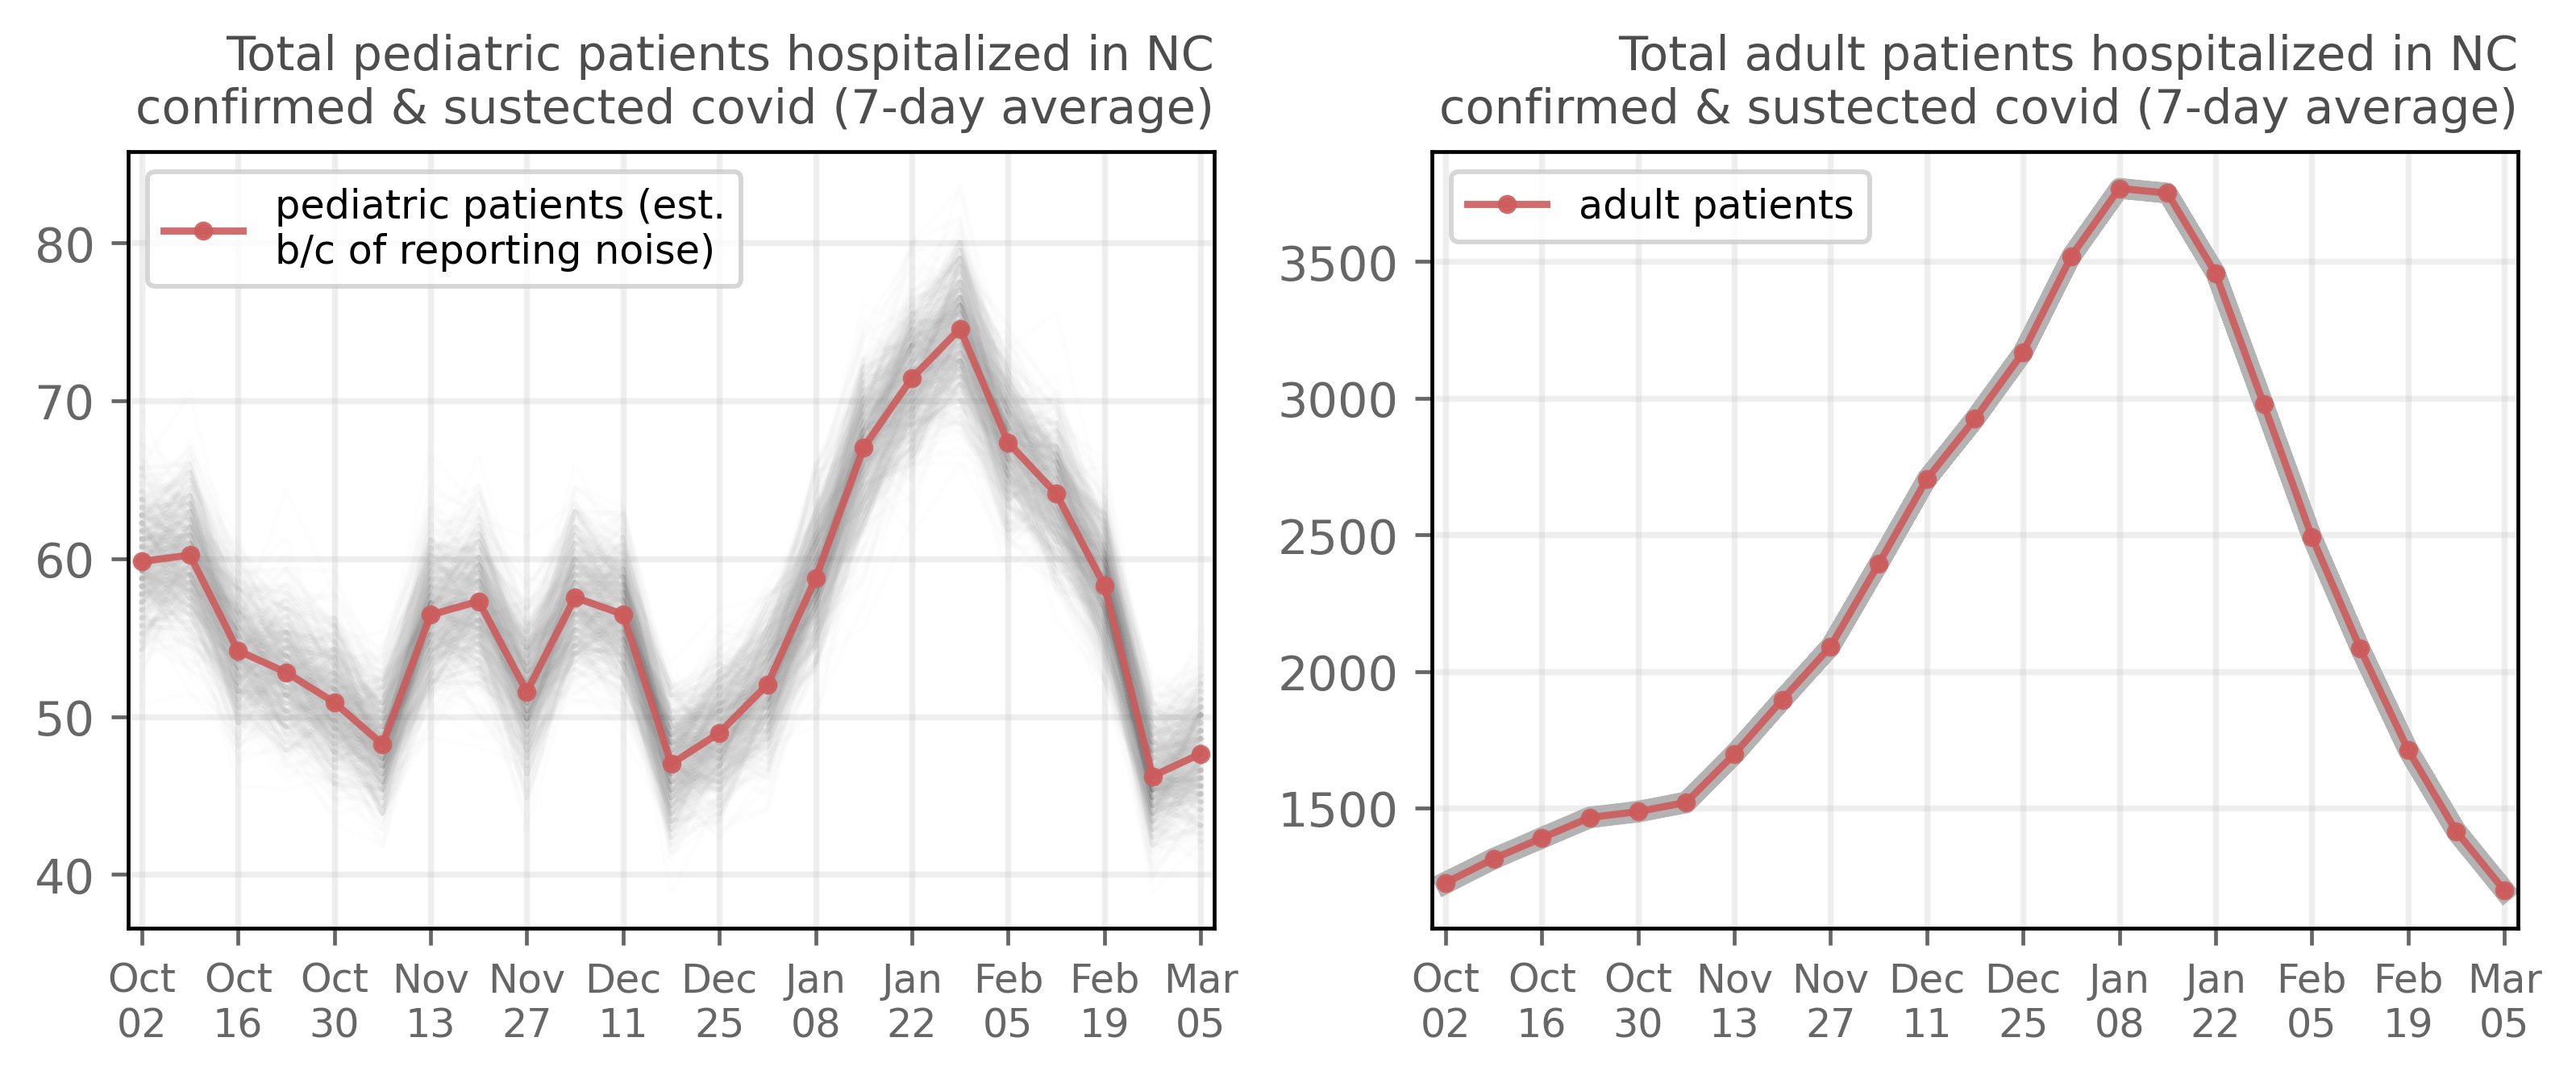 Total pediatric patients hospitalized in NC
confirmed & sustected covid (7-day average)
pediatric patients (est.
b/c of reporting noise)
80
70
60
50
40
Oct Oct Oct Nov Nov Dec Dec Jan Jan Feb Feb Mar
02 16 30 13 27 11 25 08 22 05 19 05
Total adult patients hospitalized in NC
confirmed & sustected covid (7-day average)
adult patients
3500
3000
2500
2000
1500
Oct Oct Oct Nov Nov Dec Dec Jan Jan Feb Feb Mar
02 16 30 13 27 11 25 08 22 05 19 05